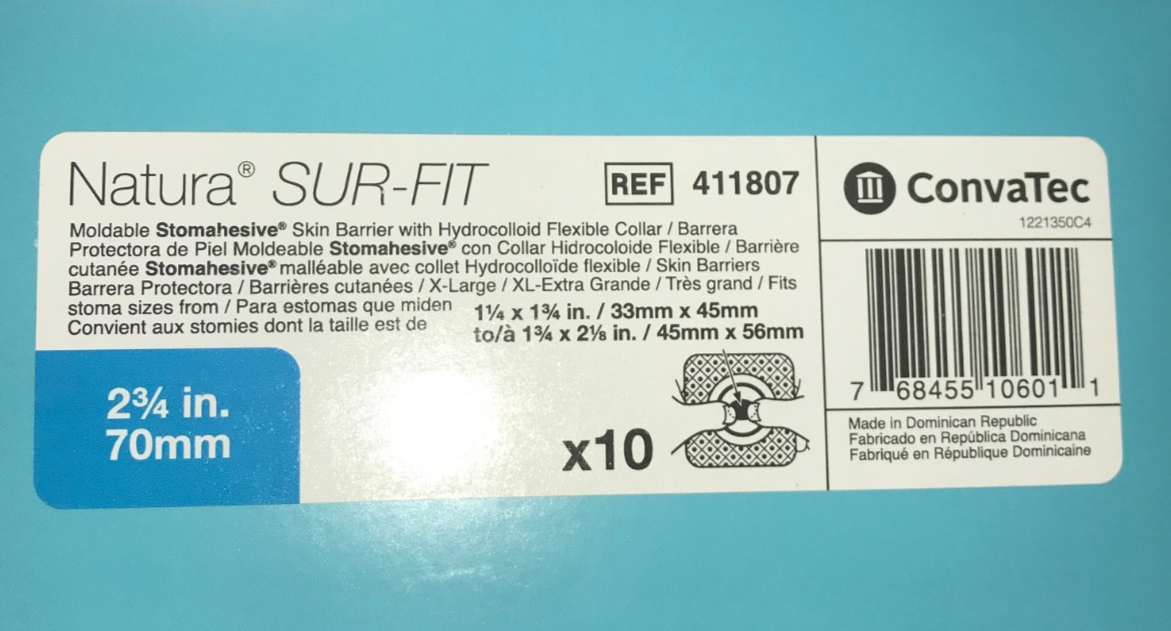 Natura® SUR-FIT
REF 411807
Moldable Stomahesive® Skin Barrier with Hydrocolloid Flexible Collar / Barrera
Protectora de Piel Moldeable Stomahesive® con Collar Hidrocoloide Flexible / Barrière
cutanée Stomahesive® malléable avec collet Hydrocolloïde flexible / Skin Barriers
Barrera Protectora / Barrières cutanées / X-Large / XL-Extra Grande / Très grand / Fits
stoma sizes from / Para estomas que miden
Convient aux stomies dont la taille est de
1¼ x 1¾ in. / 33mm x 45mm
to/à 1¾ x 2⅛ in. / 45mm x 56mm
2¾ in.
70mm
x10
ConvaTec
1221350C4
7 68455 10601 1
Made in Dominican Republic
Fabricado en República Dominicana
Fabriqué en République Dominicaine